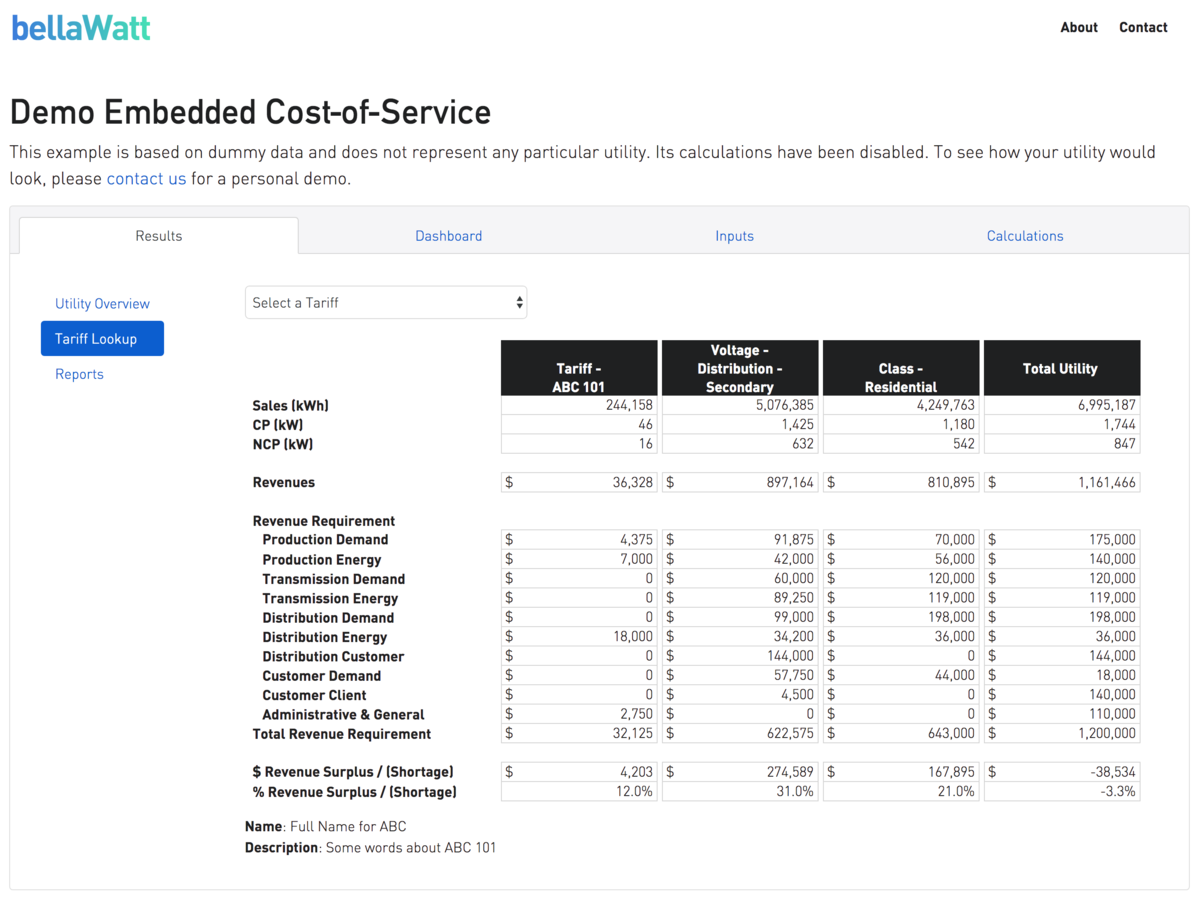 bellaWatt
About Contact
Demo Embedded Cost-of-Service
This example is based on dummy data and does not represent any particular utility. Its calculations have been disabled. To see how your utility would
look, please contact us for a personal demo.
Results Dashboard Inputs Calculations
Utility Overview
Tariff Lookup
Reports
Select a Tariff
Tariff -
ABC 101
Voltage -
Distribution -
Secondary
Class -
Residential
Total Utility
Sales (kWh) 244,158 5,076,385 4,249,763 6,995,187
CP (kW) 46 1,425 1,180 1,744
NCP (kW) 16 632 542 847
Revenues $ 36,328 $ 897,164 $ 810,895 $ 1,161,466
Revenue Requirement
Production Demand $ 4,375 $ 91,875 $ 70,000 $ 175,000
Production Energy $ 7,000 $ 42,000 $ 56,000 $ 140,000
Transmission Demand $ 0 $ 60,000 $ 120,000 $ 120,000
Transmission Energy $ 0 $ 89,250 $ 119,000 $ 119,000
Distribution Demand $ 0 $ 99,000 $ 198,000 $ 198,000
Distribution Energy $ 18,000 $ 34,200 $ 36,000 $ 36,000
Distribution Customer $ 0 $ 144,000 $ 0 $ 144,000
Customer Demand $ 0 $ 57,750 $ 44,000 $ 18,000
Customer Client $ 0 $ 4,500 $ 0 $ 140,000
Administrative & General $ 2,750 $ 0 $ 0 $ 110,000
Total Revenue Requirement $ 32,125 $ 622,575 $ 643,000 $ 1,200,000
$ Revenue Surplus / (Shortage) $ 4,203 $ 274,589 $ 167,895 $ -38,534
% Revenue Surplus / (Shortage) 12.0% 31.0% 21.0% -3.3%
Name: Full Name for ABC
Description: Some words about ABC 101